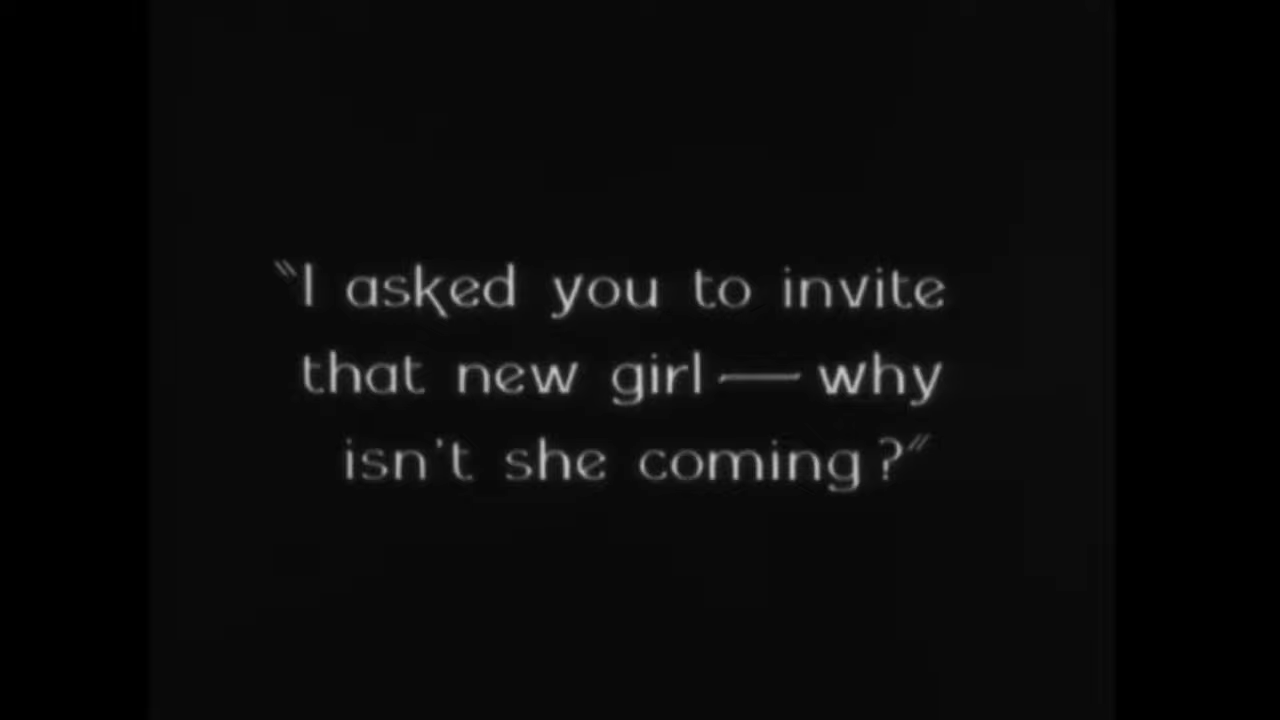 "I asked you to invite
that new girl — why
isn't she coming?"